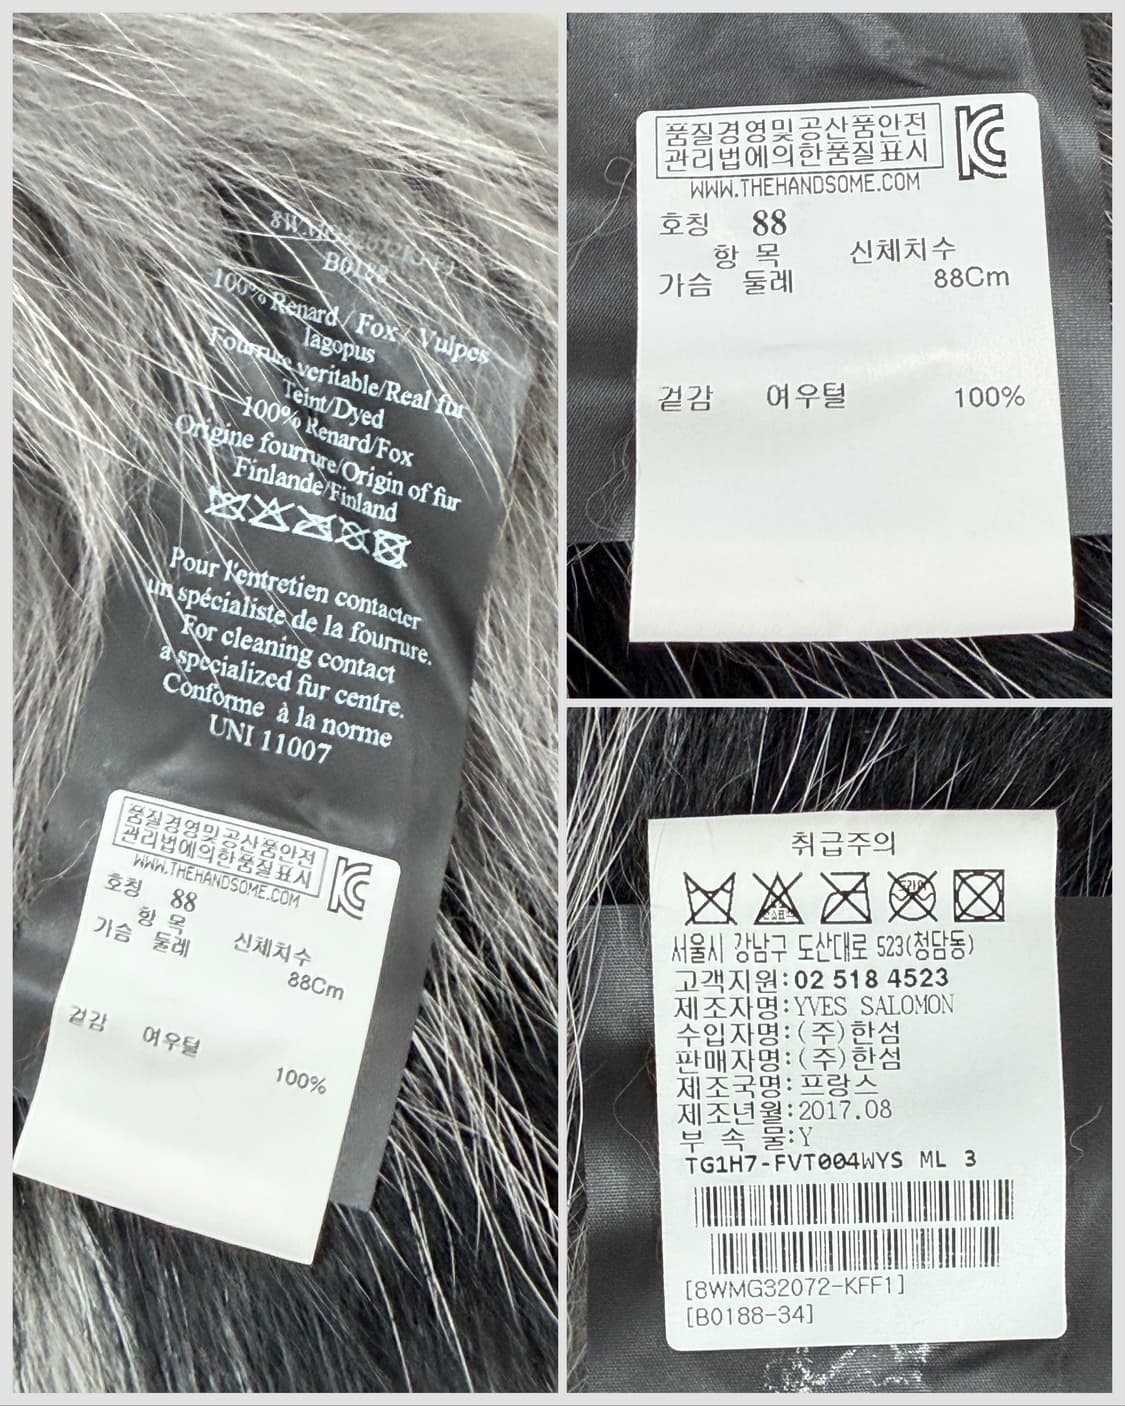 B0188
100% Renard / Fox / Vulpes
lagopus
Fourrure veritable/Real fur
Teint/Dyed
100% Renard/Fox
Origine fourrure/Origin of fur
Finlande/Finland
Pour l'entretien contacter
un spécialiste de la fourrure.
For cleaning contact
a specialized fur centre.
Conforme à la norme
UNI 11007
품질경영및공산품안전
관리법에의한품질표시
WWW.THEHANDSOME.COM
호칭 88
항 목 신체치수
가슴 둘레 88Cm
겉감 여우털 100%
품질경영및공산품안전
관리법에의한품질표시
WWW.THEHANDSOME.COM
호칭 88
항 목 신체치수
가슴 둘레 88Cm
겉감 여우털 100%
취급주의
서울시 강남구 도산대로 523(청담동)
고객지원:02 518 4523
제조자명:YVES SALOMON
수입자명:(주)한섬
판매자명:(주)한섬
제조국명:프랑스
제조년월:2017.08
부 속 물:Y
TG1H7-FVT004WYS ML 3
[8WMG32072-KFF1]
[B0188-34]